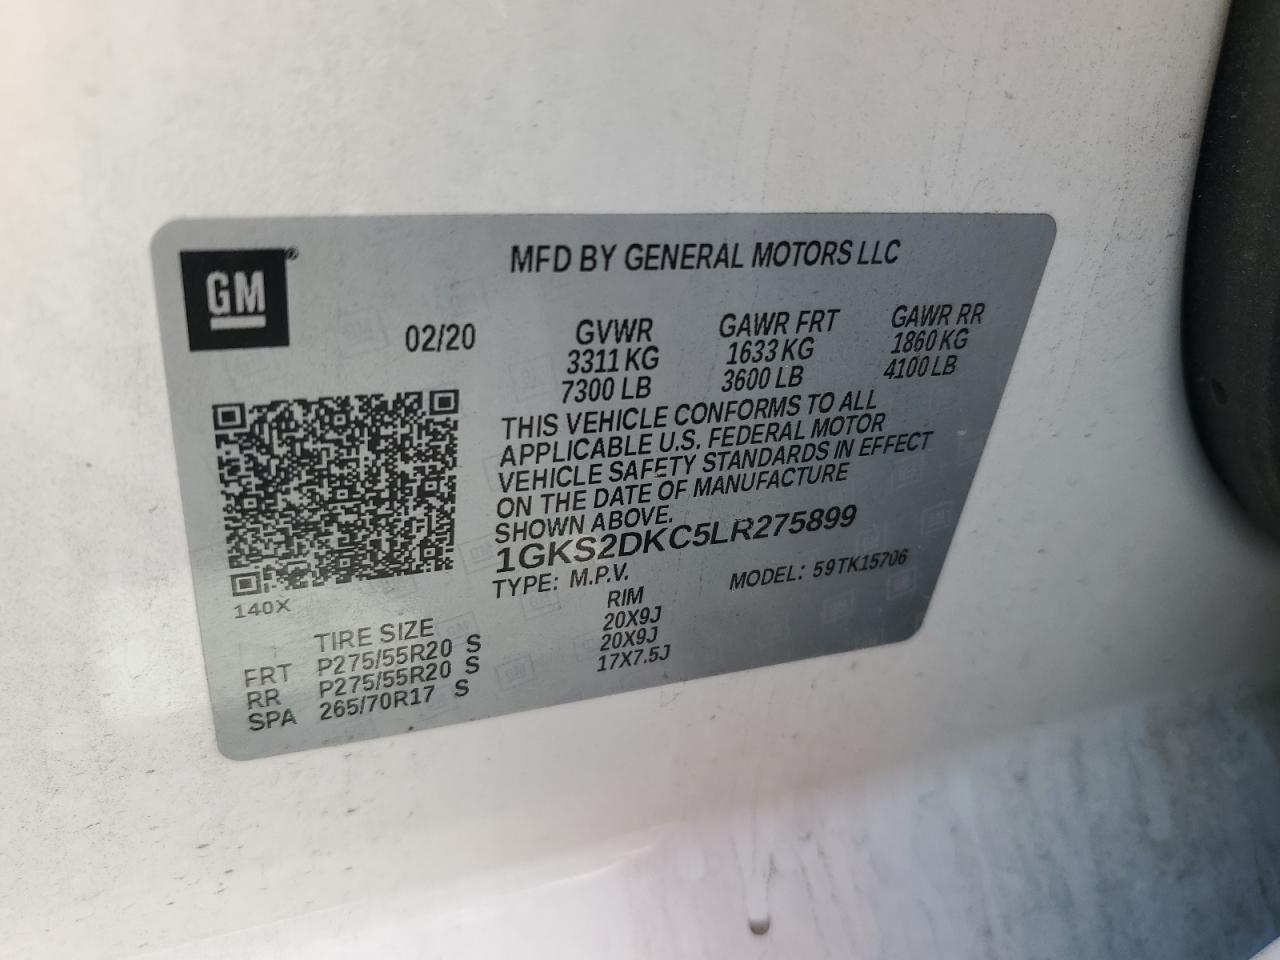 GM®
MFD BY GENERAL MOTORS LLC
02/20 GVWR GAWR FRT GAWR RR
3311 KG 1633 KG 1860 KG
7300 LB 3600 LB 4100 LB
THIS VEHICLE CONFORMS TO ALL
APPLICABLE U.S. FEDERAL MOTOR
VEHICLE SAFETY STANDARDS IN EFFECT
ON THE DATE OF MANUFACTURE
SHOWN ABOVE.
1GKS2DKC5LR275899
TYPE: M.P.V. MODEL: 59TK15706
140X
TIRE SIZE RIM
FRT P275/55R20 S 20X9J
RR P275/55R20 S 20X9J
SPA 265/70R17 S 17X7.5J